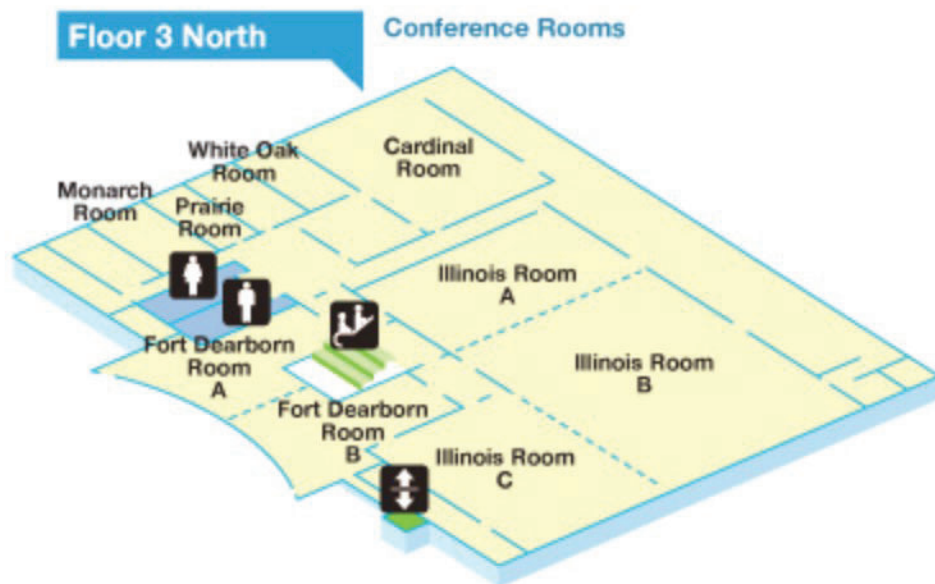 Floor 3 North
Conference Rooms
White Oak
Room
Cardinal
Room
Monarch
Room
Prairie
Room
Illinois Room
A
Fort Dearborn
Room
A
Illinois Room
B
Fort Dearborn
Room
B
Illinois Room
C